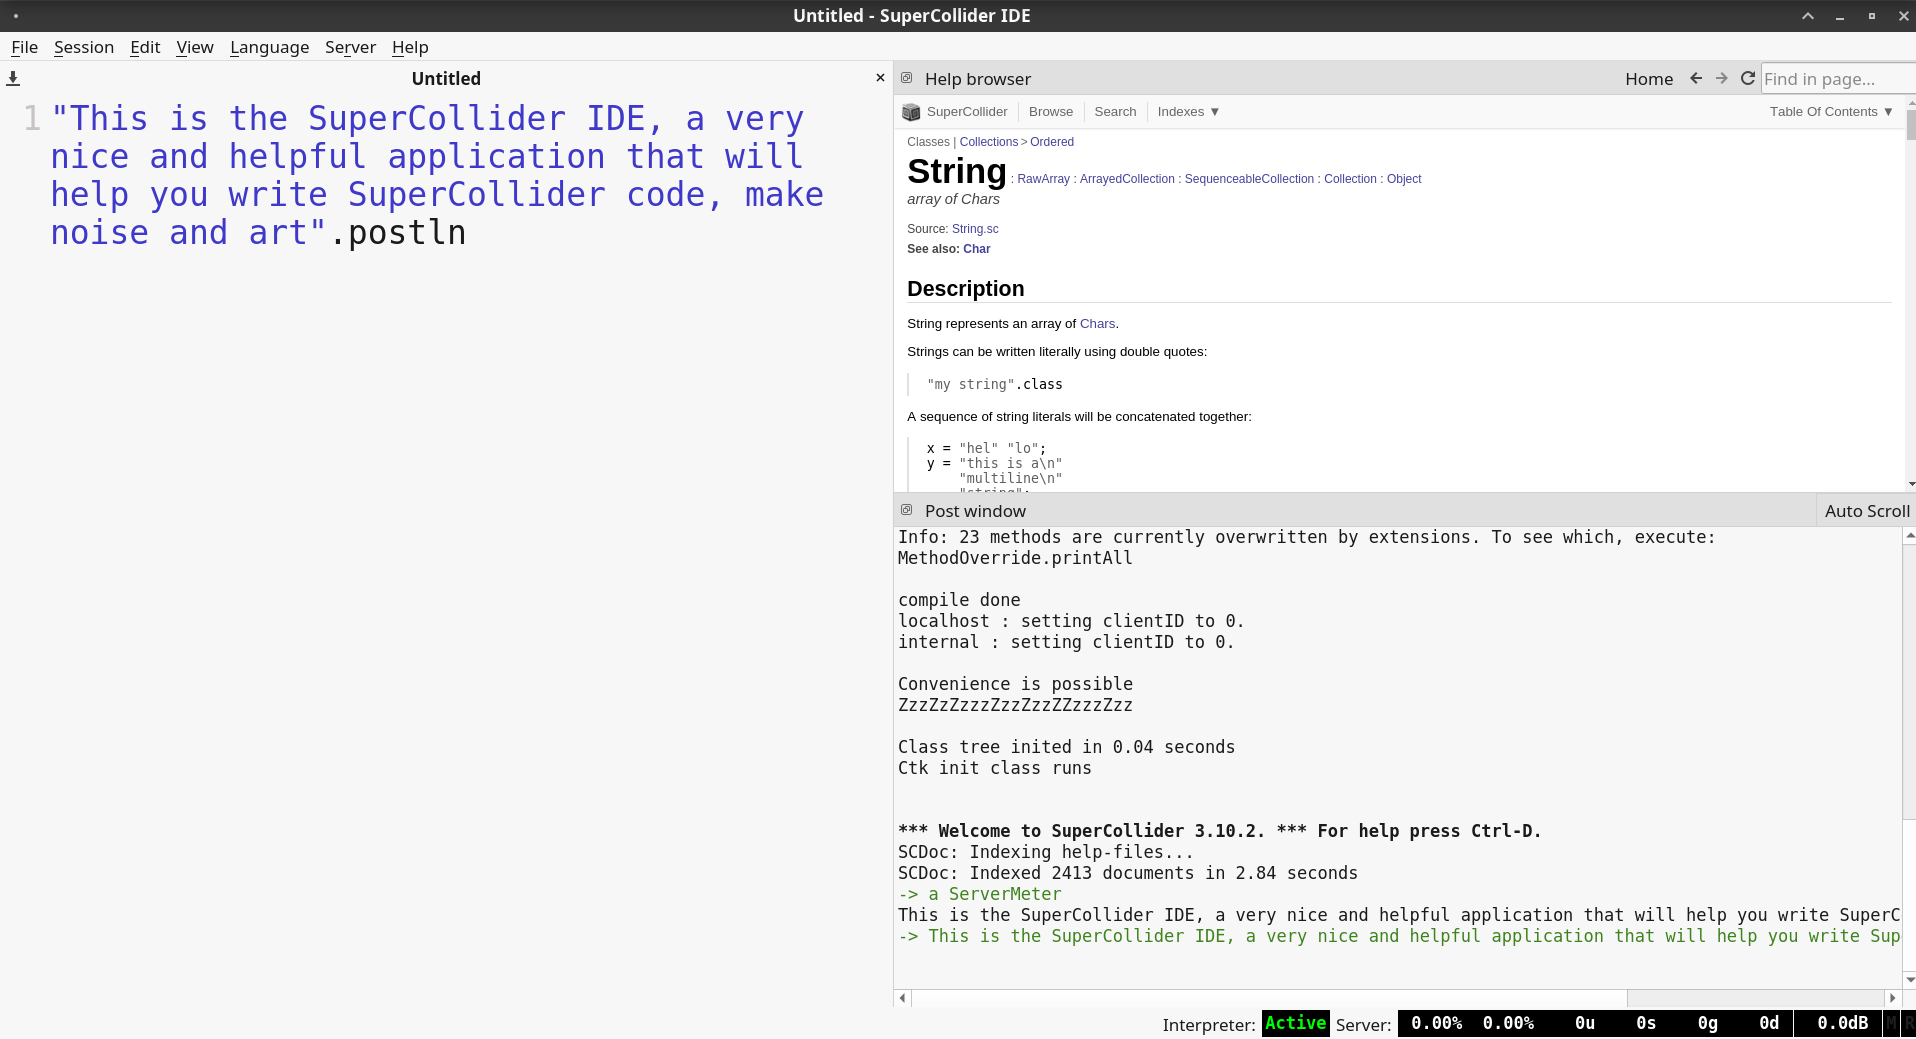 Untitled - SuperCollider IDE
File Session Edit View Language Server Help
Untitled
1 "This is the SuperCollider IDE, a very
nice and helpful application that will
help you write SuperCollider code, make
noise and art".postln
Help browser
Home
Find in page...
SuperCollider Browse Search Indexes ▼ Table Of Contents ▼
Classes | Collections > Ordered
String : RawArray : ArrayedCollection : SequenceableCollection : Collection : Object
array of Chars
Source: String.sc
See also: Char
Description
String represents an array of Chars.
Strings can be written literally using double quotes:
"my string".class
A sequence of string literals will be concatenated together:
x = "hel" "lo";
y = "this is a\n"
"multiline\n"
"string";
Post window
Auto Scroll
Info: 23 methods are currently overwritten by extensions. To see which, execute:
MethodOverride.printAll
compile done
localhost : setting clientID to 0.
internal : setting clientID to 0.
Convenience is possible
ZzzZzZzzzZzzZzzZZzzzZzz
Class tree inited in 0.04 seconds
Ctk init class runs
*** Welcome to SuperCollider 3.10.2. *** For help press Ctrl-D.
SCDoc: Indexing help-files...
SCDoc: Indexed 2413 documents in 2.84 seconds
-> a ServerMeter
This is the SuperCollider IDE, a very nice and helpful application that will help you write SuperC
-> This is the SuperCollider IDE, a very nice and helpful application that will help you write Sup
Interpreter: Active Server: 0.00% 0.00% 0u 0s 0g 0d 0.0dB M R